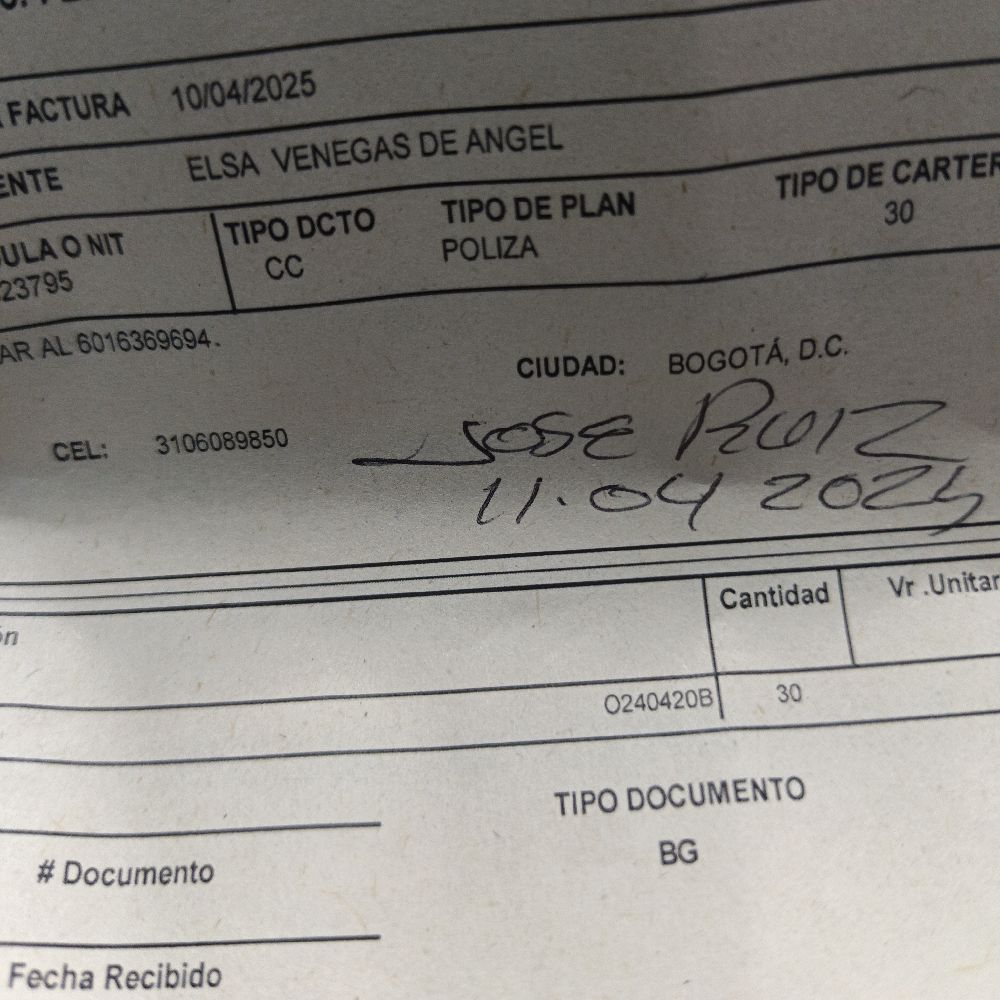 FACTURA 10/04/2025
ENTE ELSA VENEGAS DE ANGEL
ULA O NIT TIPO DCTO TIPO DE PLAN TIPO DE CARTER
23795 CC POLIZA 30
AR AL 6016369694.
CIUDAD: BOGOTÁ, D.C.
CEL: 3106089850 JOSE RUIZ
11.04 2025
ón Cantidad Vr .Unitar
O240420B 30
TIPO DOCUMENTO
# Documento BG
Fecha Recibido